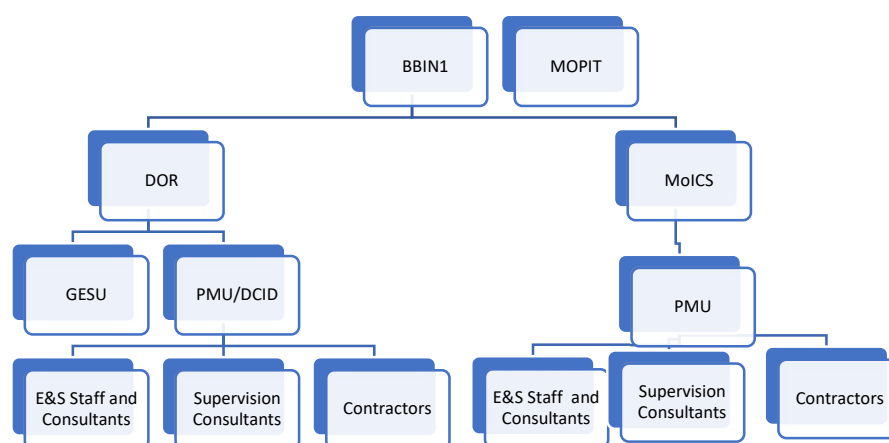 BBIN1
MOPIT
DOR
MoICS
GESU
PMU/DCID
PMU
E&S Staff and
Consultants
Supervision
Consultants
Contractors
E&S Staff and
Consultants
Supervision
Consultants
Contractors